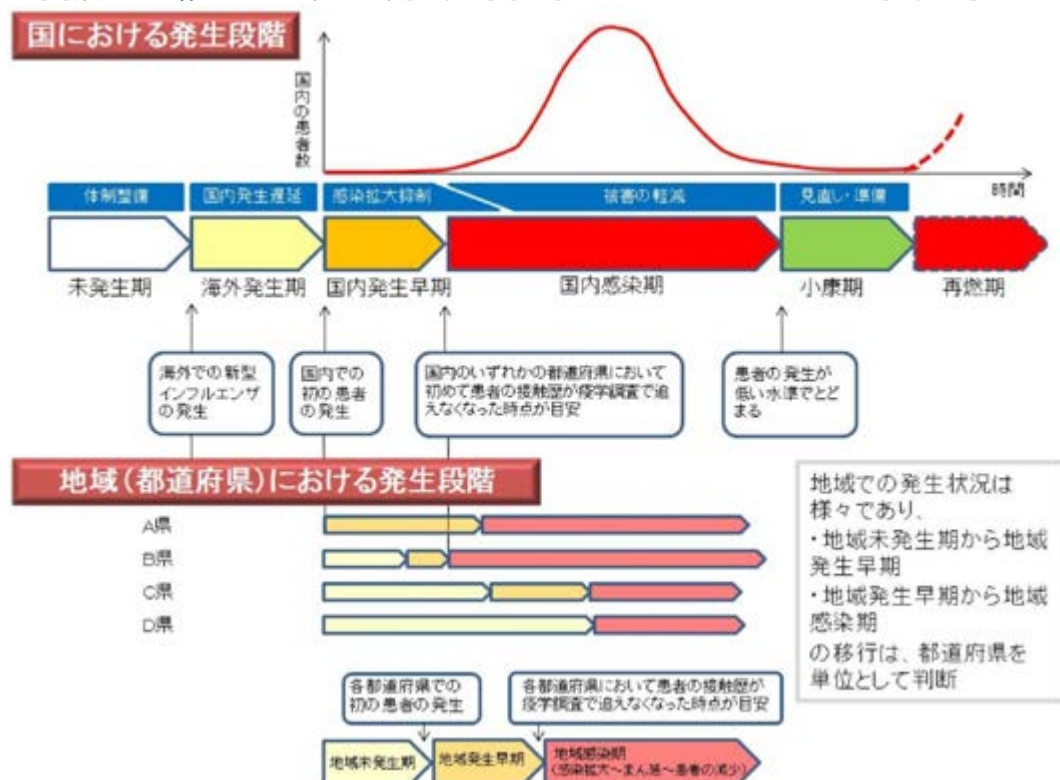 国における発生段階
国内の患者数
時間
体制整備
国内発生遅延
感染拡大抑制
被害の軽減
見直し・準備
未発生期
海外発生期
国内発生早期
国内感染期
小康期
再燃期
海外での新型
インフルエンザ
の発生
国内での
初の患者
の発生
国内のいずれかの都道府県において
初めて患者の接触歴が疫学調査で追
えなくなった時点が目安
患者の発生が
低い水準でとど
まる
地域（都道府県）における発生段階
A県
B県
C県
D県
地域での発生状況は
様々であり、
・地域未発生期から地域
発生早期
・地域発生早期から地域
感染期
の移行は、都道府県を
単位として判断
各都道府県での
初の患者の発生
各都道府県において患者の接触歴が
疫学調査で追えなくなった時点が目安
地域未発生期
地域発生早期
地域感染期
（感染拡大～まん延～患者の減少）